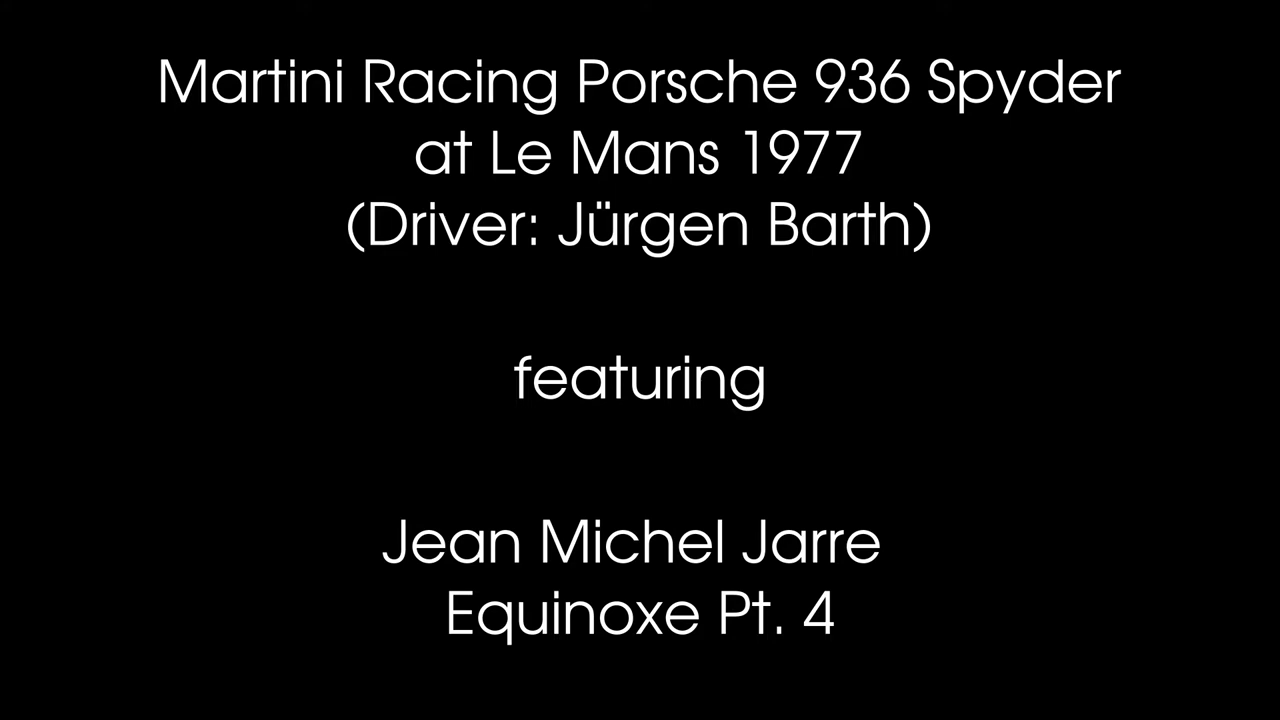 Martini Racing Porsche 936 Spyder
at Le Mans 1977
(Driver: Jürgen Barth)
featuring
Jean Michel Jarre
Equinoxe Pt. 4